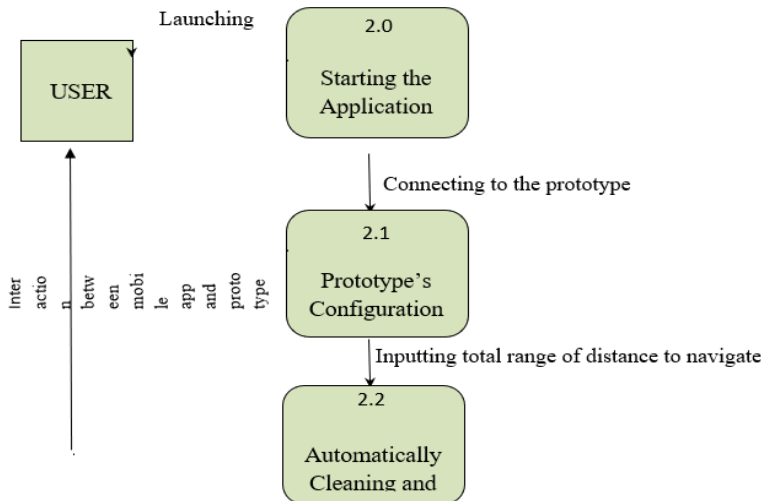 Launching
USER
2.0
Starting the
Application
Connecting to the prototype
2.1
Prototype’s
Configuration
Inter
actio
n
betw
een
mobi
le
app
and
proto
type
Inputting total range of distance to navigate
2.2
Automatically
Cleaning and